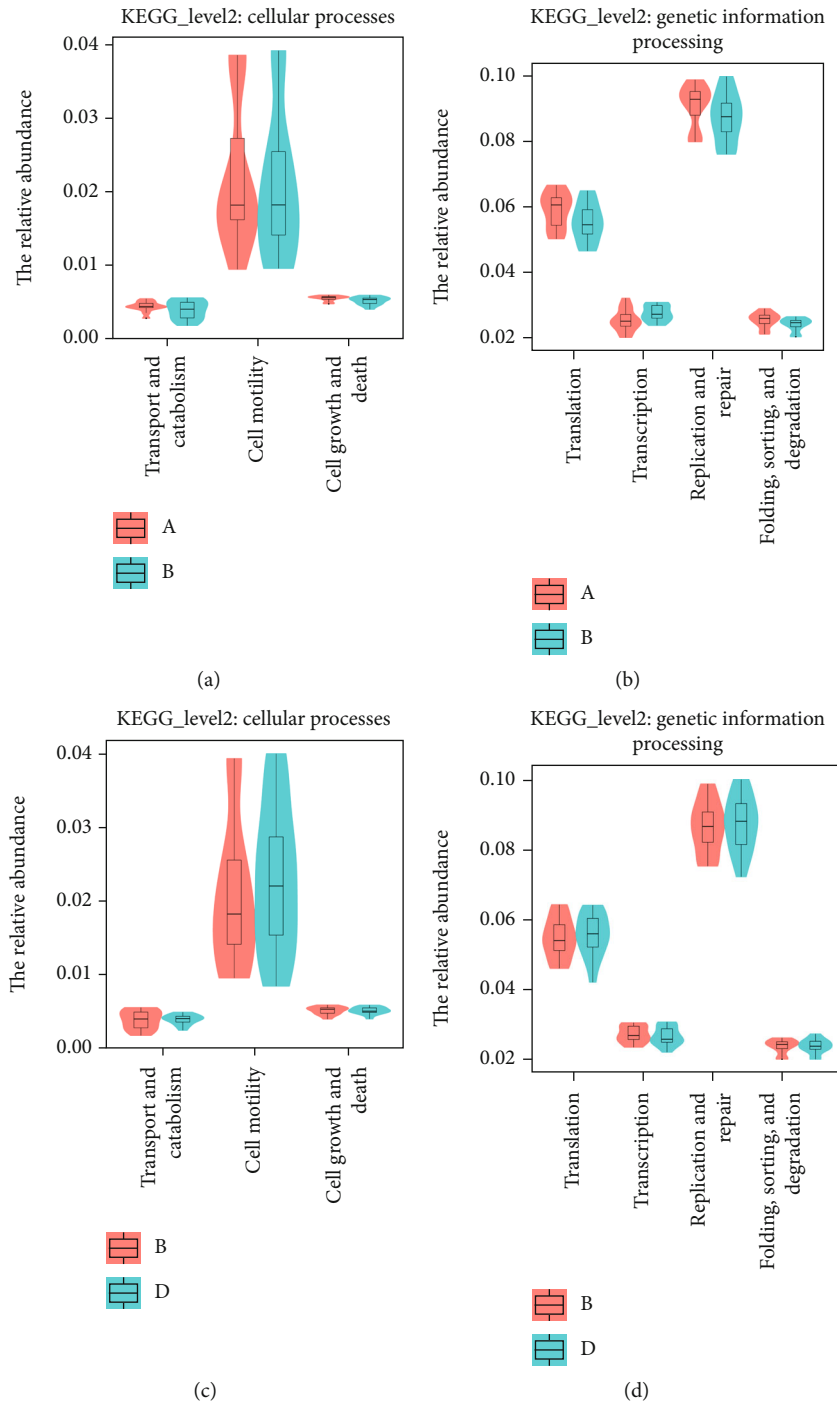 KEGG_level2: cellular processes
The relative abundance
0.04
0.03
0.02
0.01
0.00
Transport and
catabolism
Cell motility
Cell growth and
death
A
B
(a)
KEGG_level2: genetic information
processing
The relative abundance
0.10
0.08
0.06
0.04
0.02
Translation
Transcription
Replication and
repair
Folding, sorting, and
degradation
A
B
(b)
KEGG_level2: cellular processes
The relative abundance
0.04
0.03
0.02
0.01
0.00
Transport and
catabolism
Cell motility
Cell growth and
death
B
D
(c)
KEGG_level2: genetic information
processing
The relative abundance
0.10
0.08
0.06
0.04
0.02
Translation
Transcription
Replication and
repair
Folding, sorting, and
degradation
B
D
(d)